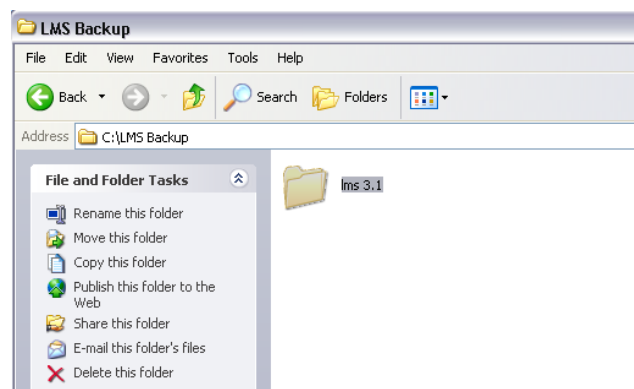 LMS Backup
File Edit View Favorites Tools Help
Back Search Folders
Address C:\LMS Backup
File and Folder Tasks
lms 3.1
Rename this folder
Move this folder
Copy this folder
Publish this folder to the
Web
Share this folder
E-mail this folder's files
Delete this folder